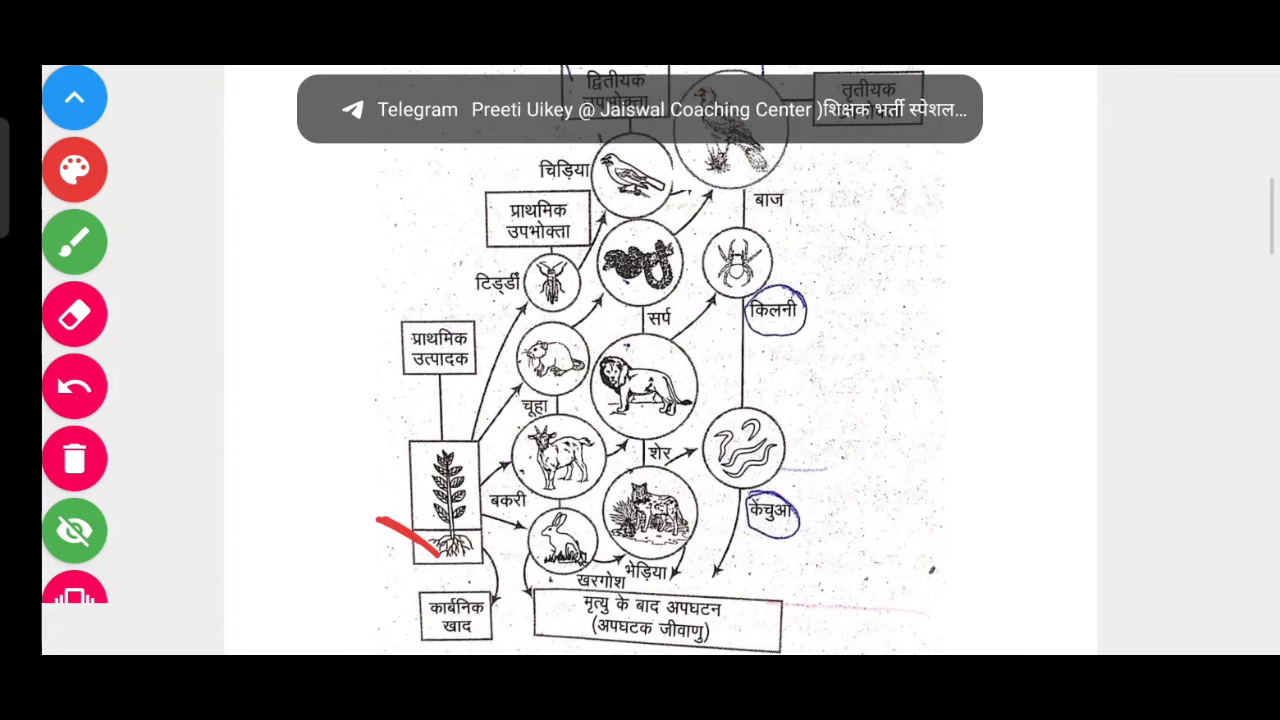 द्वितीयक
उपभोक्ता
तृतीयक
Telegram Preeti Uikey @ Jaiswal Coaching Center )शिक्षक भर्ती स्पेशल...
चिड़िया
बाज
प्राथमिक
उपभोक्ता
टिड्डी
सर्प
किलनी
प्राथमिक
उत्पादक
चूहा
शेर
बकरी
केंचुआ
भेड़िया
खरगोश
कार्बनिक
खाद
मृत्यु के बाद अपघटन
(अपघटक जीवाणु)